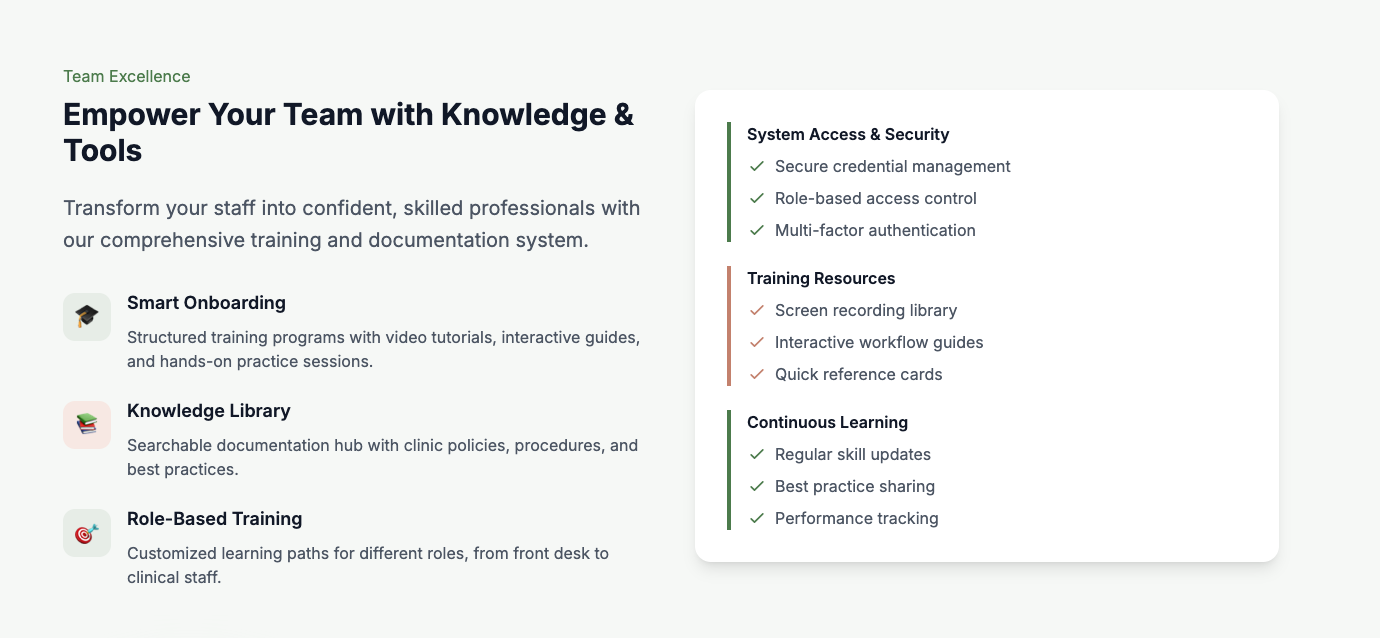 Team Excellence
Empower Your Team with Knowledge &
Tools
Transform your staff into confident, skilled professionals with
our comprehensive training and documentation system.
Smart Onboarding
Structured training programs with video tutorials, interactive guides,
and hands-on practice sessions.
Knowledge Library
Searchable documentation hub with clinic policies, procedures, and
best practices.
Role-Based Training
Customized learning paths for different roles, from front desk to
clinical staff.
System Access & Security
Secure credential management
Role-based access control
Multi-factor authentication
Training Resources
Screen recording library
Interactive workflow guides
Quick reference cards
Continuous Learning
Regular skill updates
Best practice sharing
Performance tracking